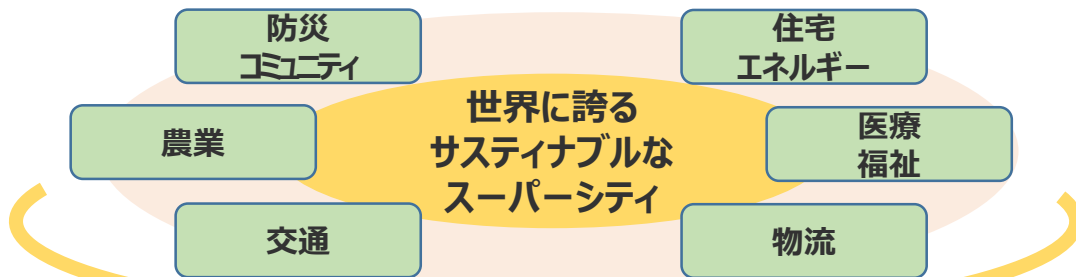 防災
コミュニティ
住宅
エネルギー
農業
世界に誇る
サスティナブルな
スーパーシティ
医療
福祉
交通
物流